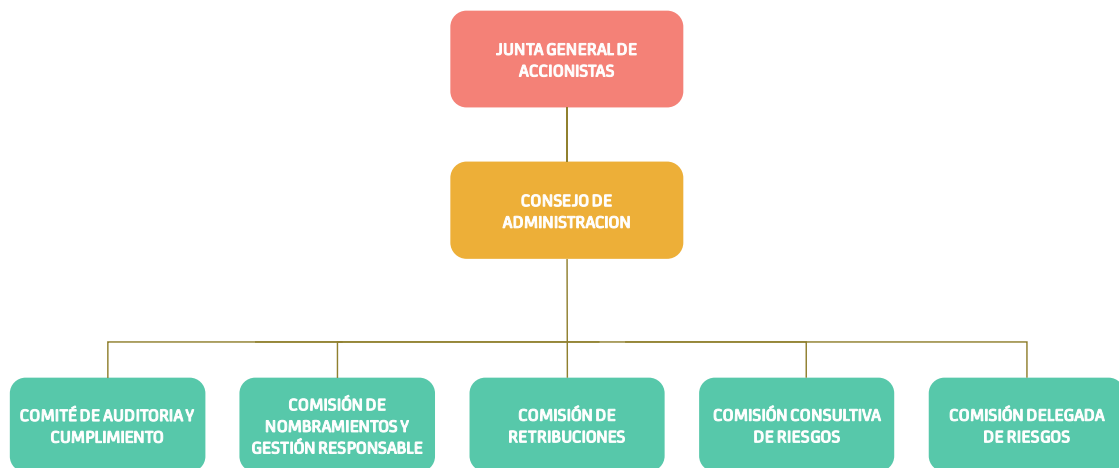 JUNTA GENERAL DE
ACCIONISTAS
CONSEJO DE
ADMINISTRACION
COMITÉ DE AUDITORIA Y
CUMPLIMIENTO
COMISIÓN DE
NOMBRAMIENTOS Y
GESTIÓN RESPONSABLE
COMISIÓN DE
RETRIBUCIONES
COMISIÓN CONSULTIVA
DE RIESGOS
COMISIÓN DELEGADA
DE RIESGOS